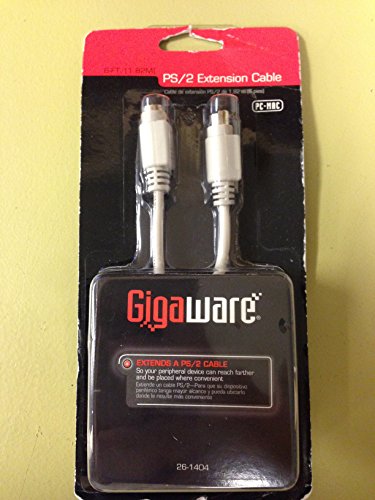 6-FT/(1.82M)
PS/2 Extension Cable
Cable de extensión PS/2 de 1,82 m (6 pies)
PC-MAC
Gigaware®
EXTENDS A PS/2 CABLE
So your peripheral device can reach farther
and be placed where convenient.
Extiende un cable PS/2—Para que su dispositivo
periférico tenga mayor alcance y pueda ubicarlo
donde le resulte más conveniente
26-1404